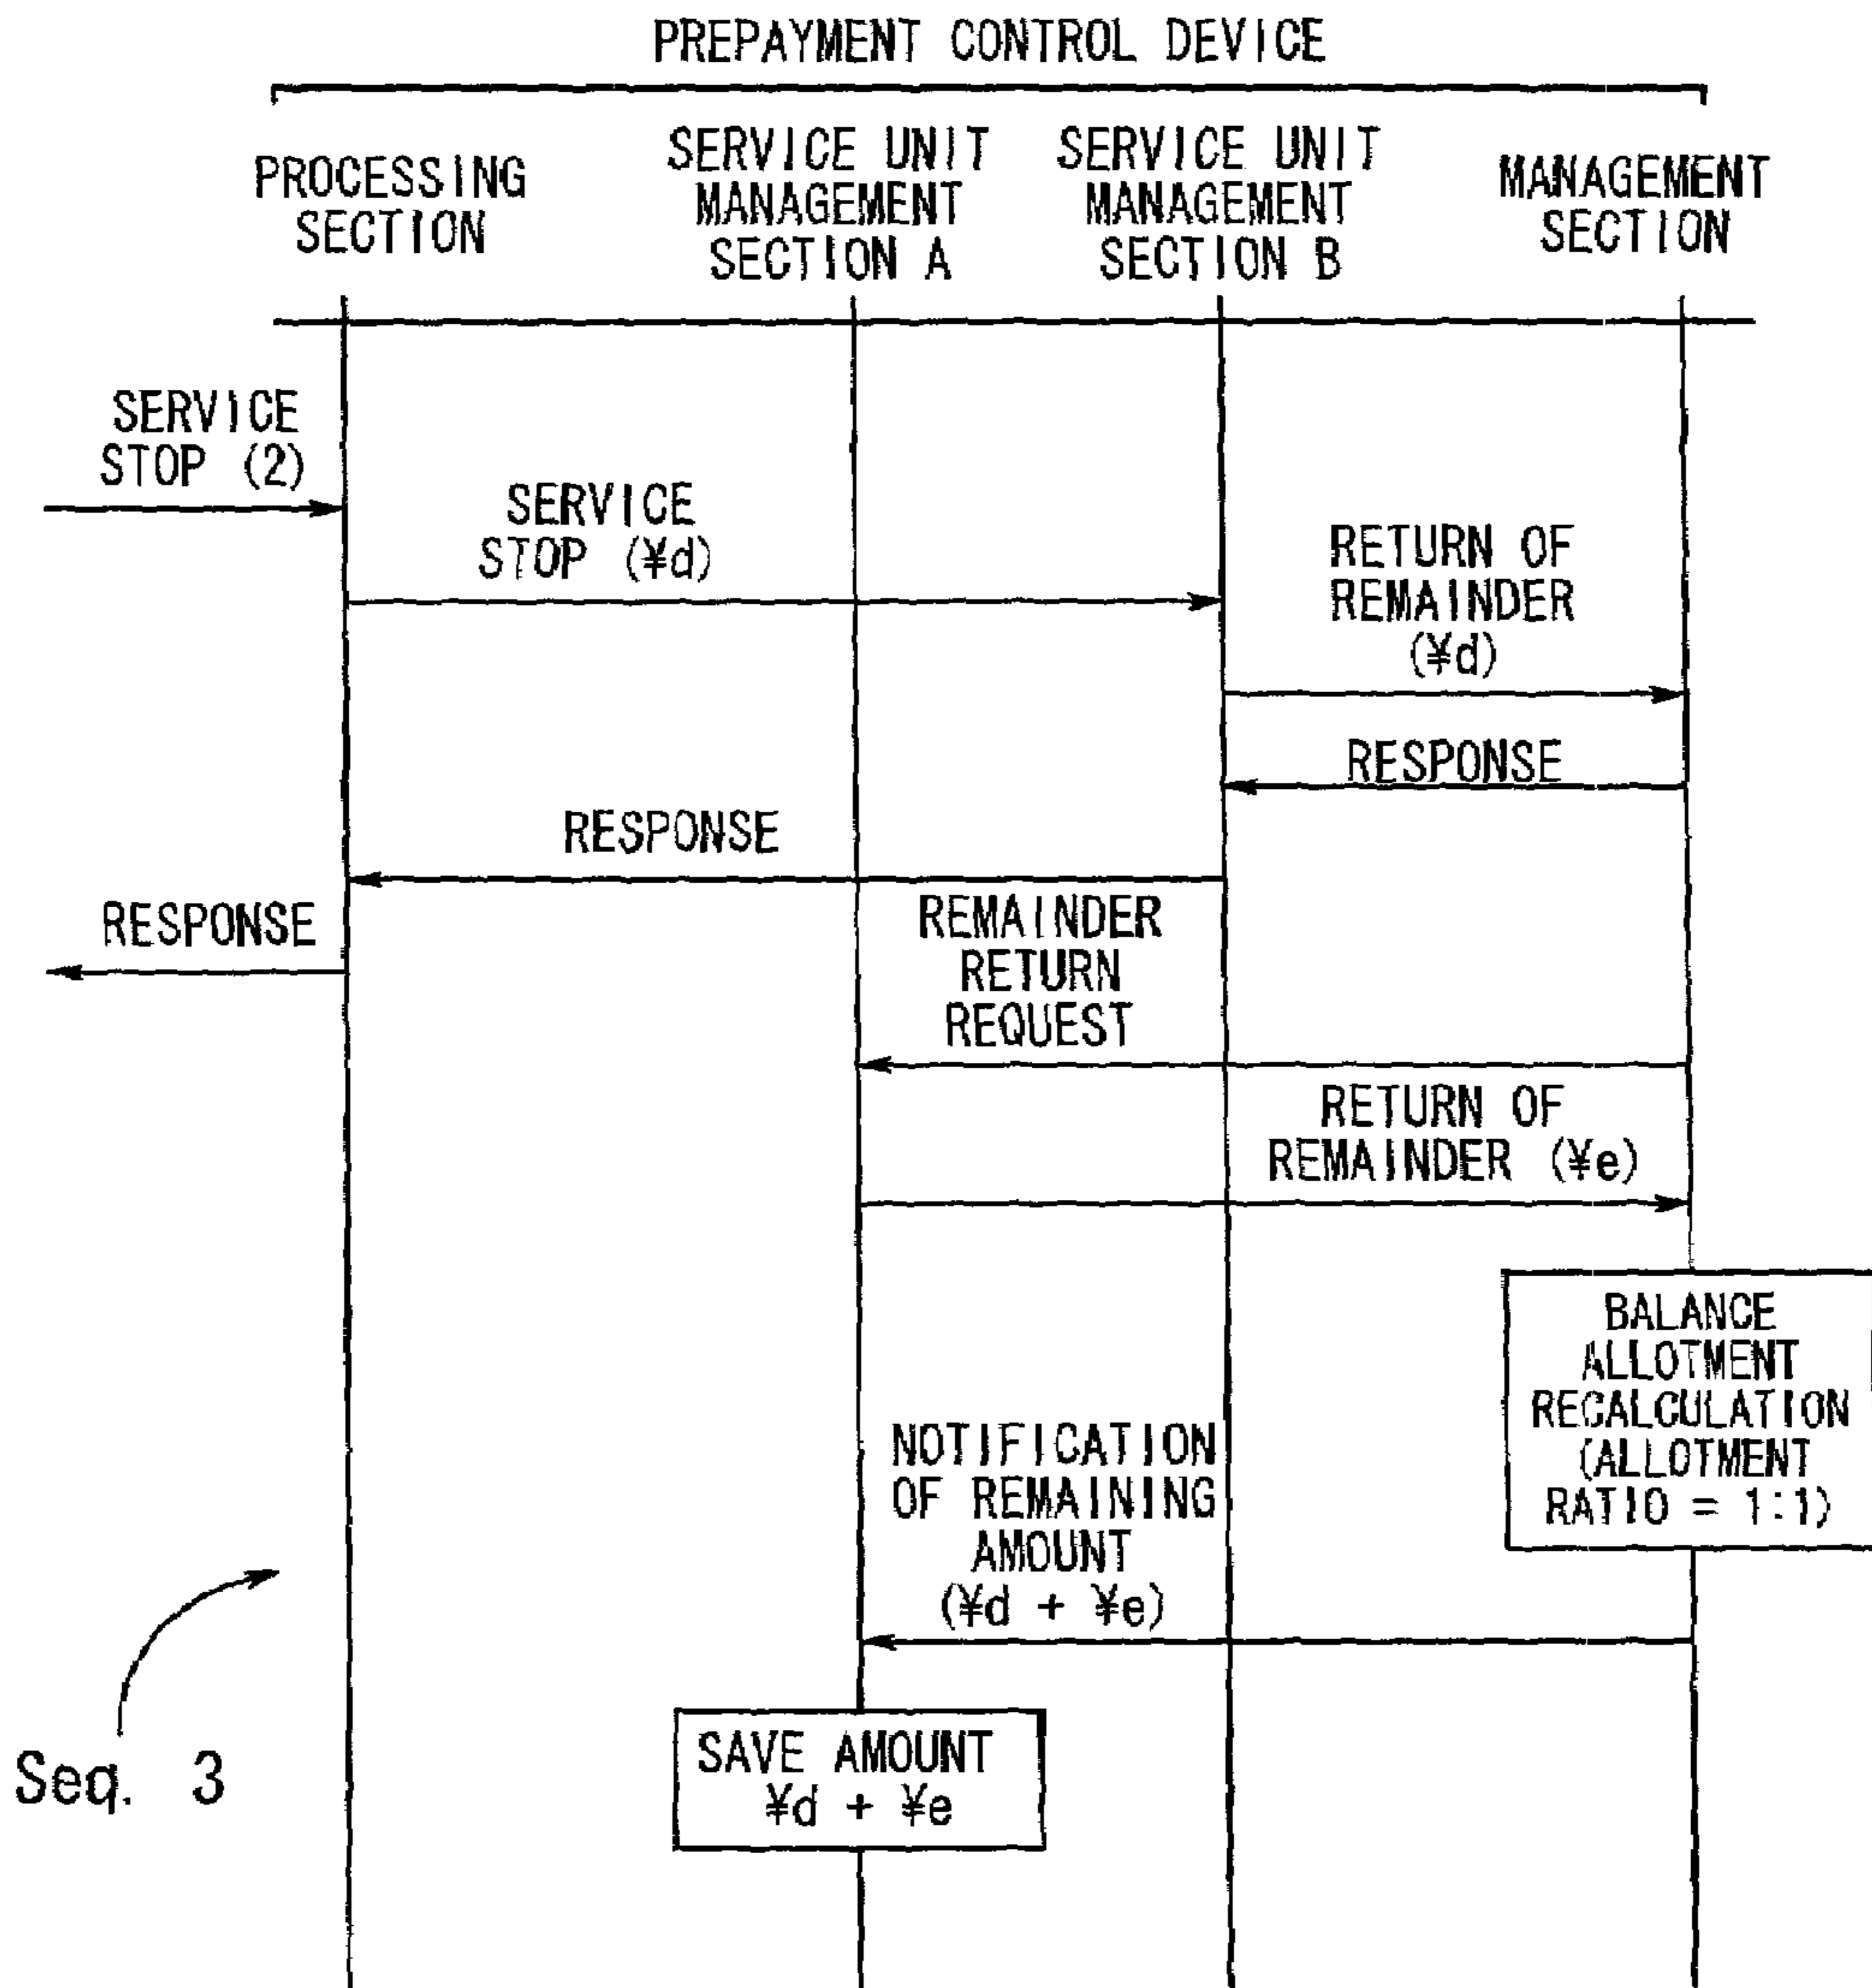 PREPAYMENT CONTROL DEVICE
PROCESSING
SECTION
SERVICE UNIT
MANAGEMENT
SECTION A
SERVICE UNIT
MANAGEMENT
SECTION B
MANAGEMENT
SECTION
SERVICE
STOP (2)
SERVICE
STOP (¥d)
RETURN OF
REMAINDER
(¥d)
RESPONSE
RESPONSE
RESPONSE
REMAINDER
RETURN
REQUEST
RETURN OF
REMAINDER (¥e)
BALANCE
ALLOTMENT
RECALCULATION
(ALLOTMENT
RATIO = 1:1)
NOTIFICATION
OF REMAINING
AMOUNT
(¥d + ¥e)
SAVE AMOUNT
¥d + ¥e
Seq. 3